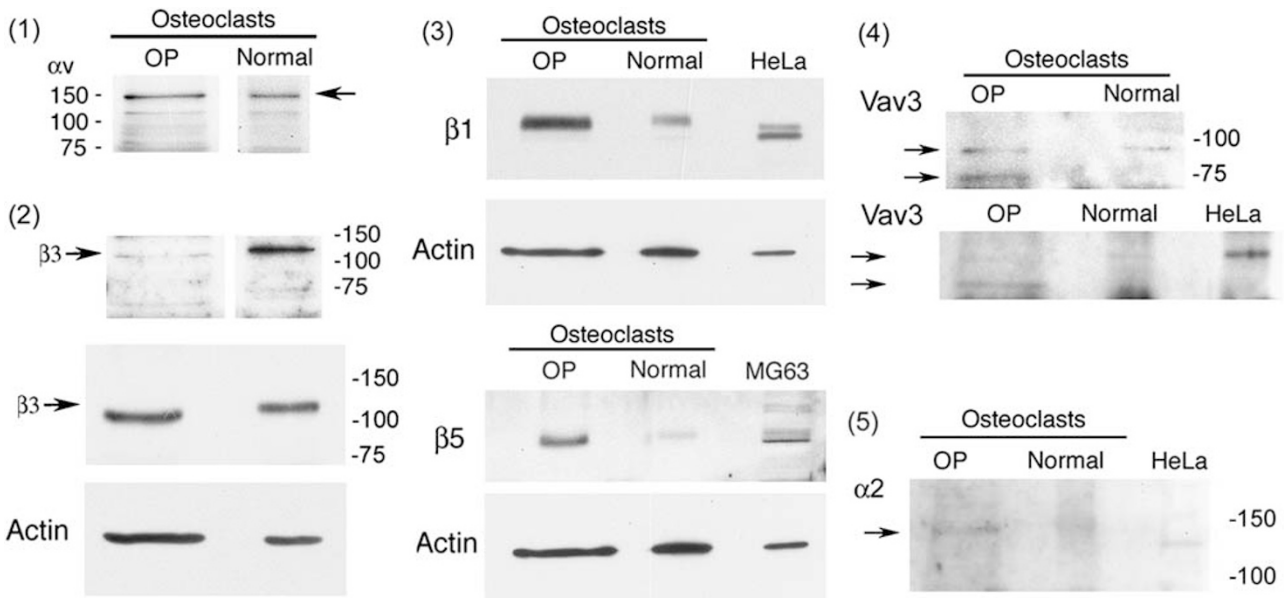 (1)
Osteoclasts
OP Normal
αv
150 -
100 -
75 -
(2)
β3
-150
-100
-75
β3
-150
-100
-75
Actin
(3)
Osteoclasts
OP Normal HeLa
β1
Actin
Osteoclasts
OP Normal MG63
β5
Actin
(4)
Osteoclasts
OP Normal
Vav3
-100
-75
Vav3
OP Normal HeLa
(5)
Osteoclasts
OP Normal HeLa
α2
-150
-100